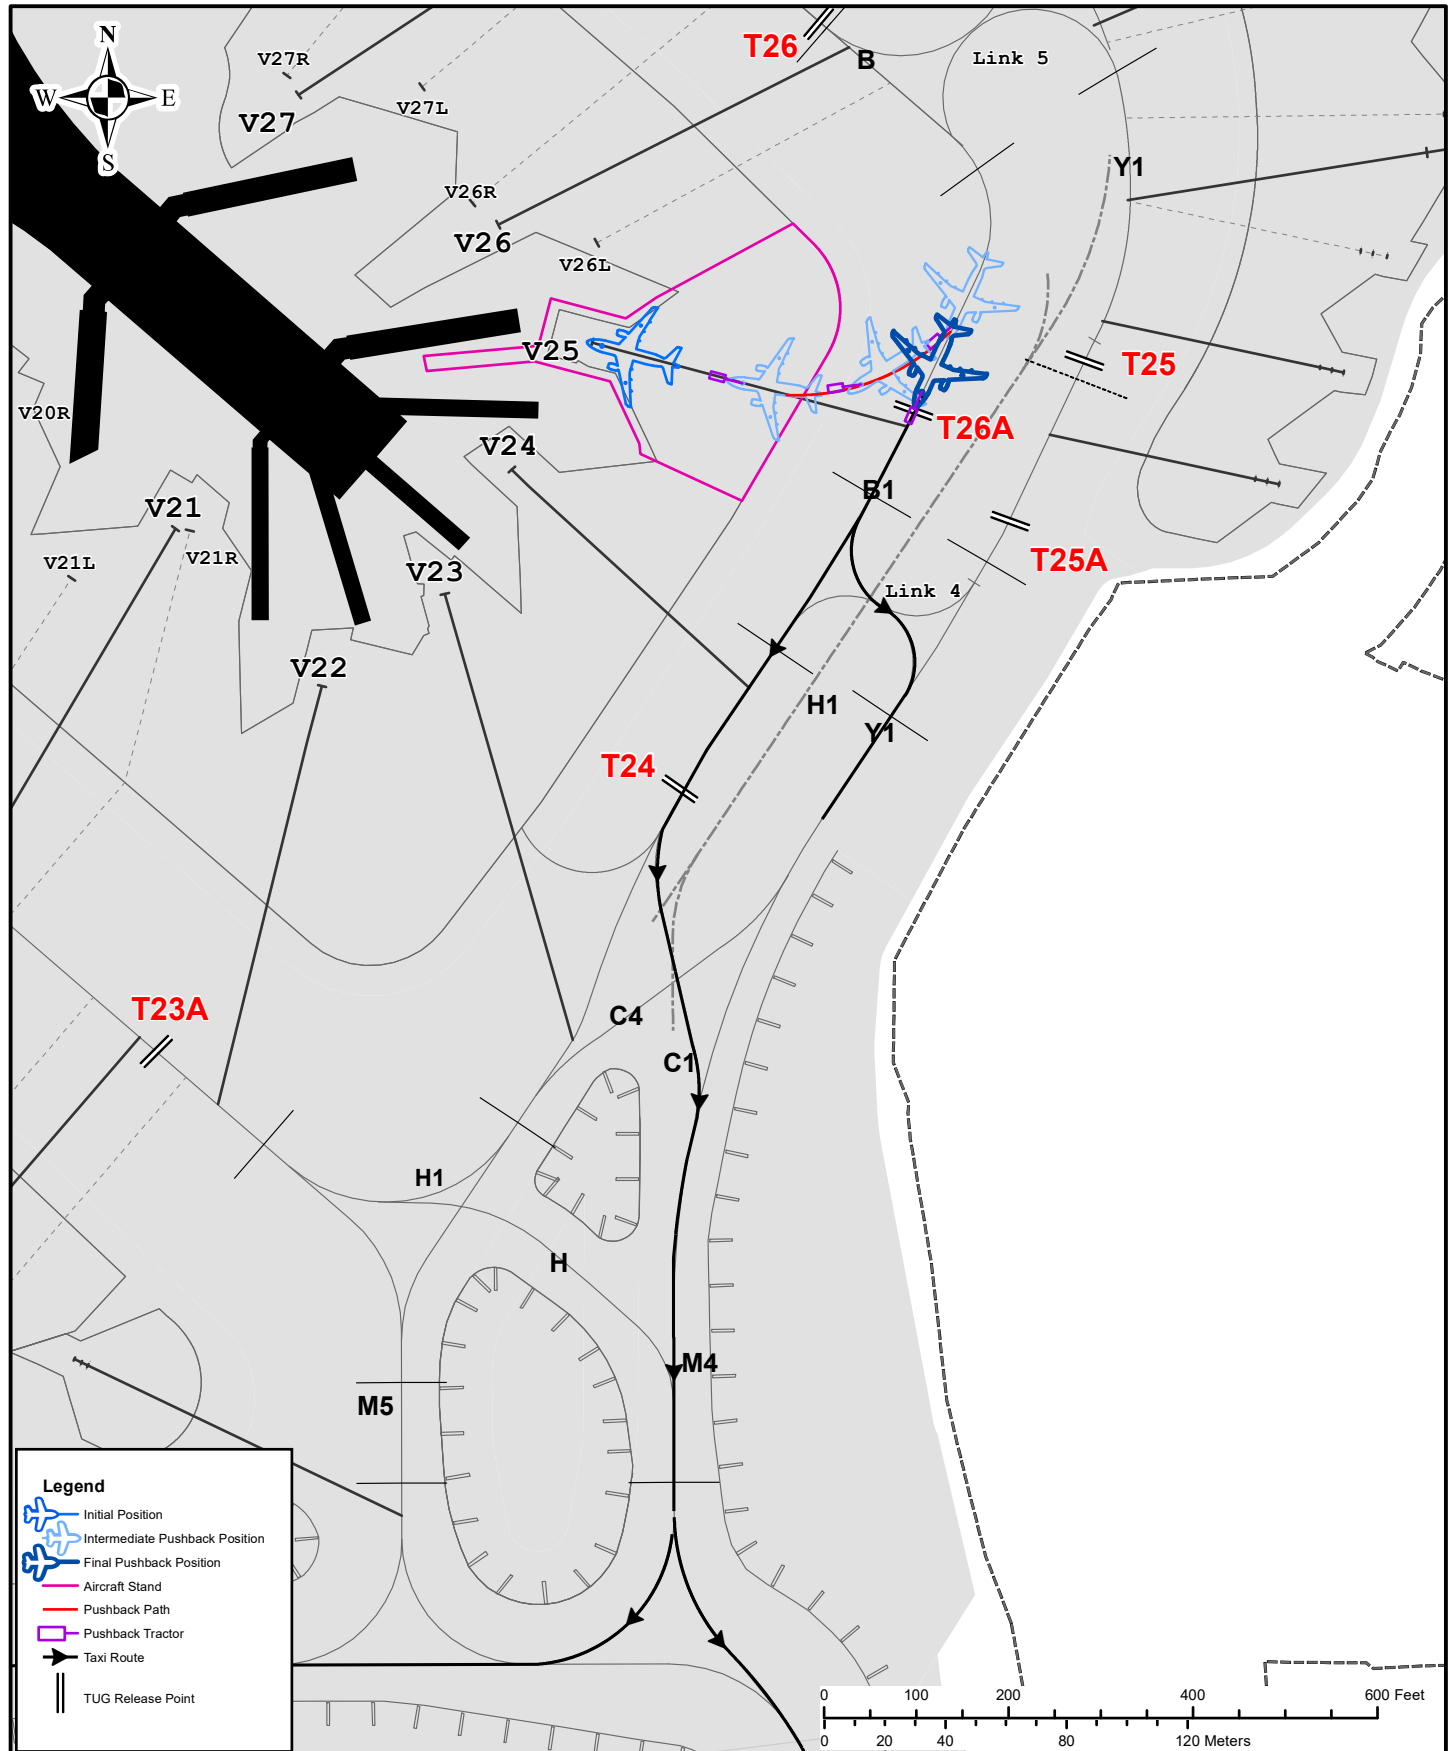 T26
B
Link 5
N
V27R
W
E
V27L
V27
S
Y1
V26R
V26
V26L
V25
T25
V20R
T26A
V24
B1
V21
V21R
V21L
T25A
V23
Link 4
V22
H1
Y1
T24
T23A
C4
C1
H1
H
M4
M5
Legend
Initial Position
Intermediate Pushback Position
Final Pushback Position
Aircraft Stand
Pushback Path
Pushback Tractor
Taxi Route
TUG Release Point
0 100 200 400 600 Feet
0 20 40 80 120 Meters